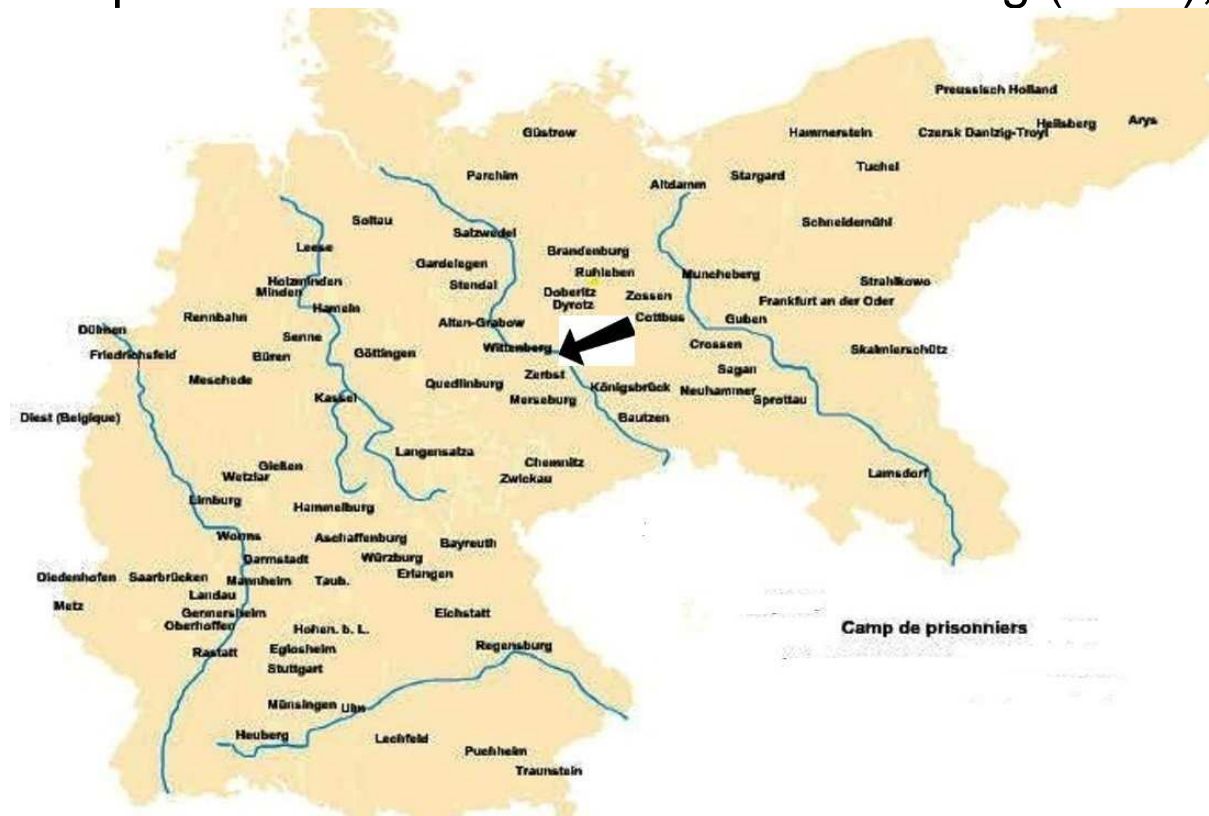 Preussisch Holland
Güstrow
Hammerstein
Czersk Danizig-Troyl
Heilsberg
Arys
Parchim
Altdamm
Stargard
Tuchel
Soltau
Salzwedel
Schneidemühl
Leese
Brandenburg
Gardelegen
Ruhleben
Muncheberg
Holzminden
Minden
Stendal
Doberitz
Dyrotz
Zossen
Strahlkowo
Frankfurt an der Oder
Hameln
Rennbahn
Alten-Grabow
Cottbus
Guben
Dülmen
Friedrichsfeld
Senne
Büren
Göttingen
Wittenberg
Crossen
Skalmierschütz
Meschede
Quedlinburg
Zerbst
Königsbrück
Sagan
Neuhammer
Sprottau
Kassel
Merseburg
Diest (Belgique)
Bautzen
Langensalza
Gießen
Wetzlar
Chemnitz
Zwickau
Lamsdorf
Limburg
Hammelburg
Worms
Aschaffenburg
Bayreuth
Darmstadt
Würzburg
Diedenhofen
Saarbrücken
Mannheim
Taub.
Erlangen
Landau
Metz
Germersheim
Oberhoffen
Eichstatt
Hohen. b. L.
Camp de prisonniers
Rastatt
Eglosheim
Regensburg
Stuttgart
Münsingen
Ulm
Heuberg
Lechfeld
Puchheim
Traunstein